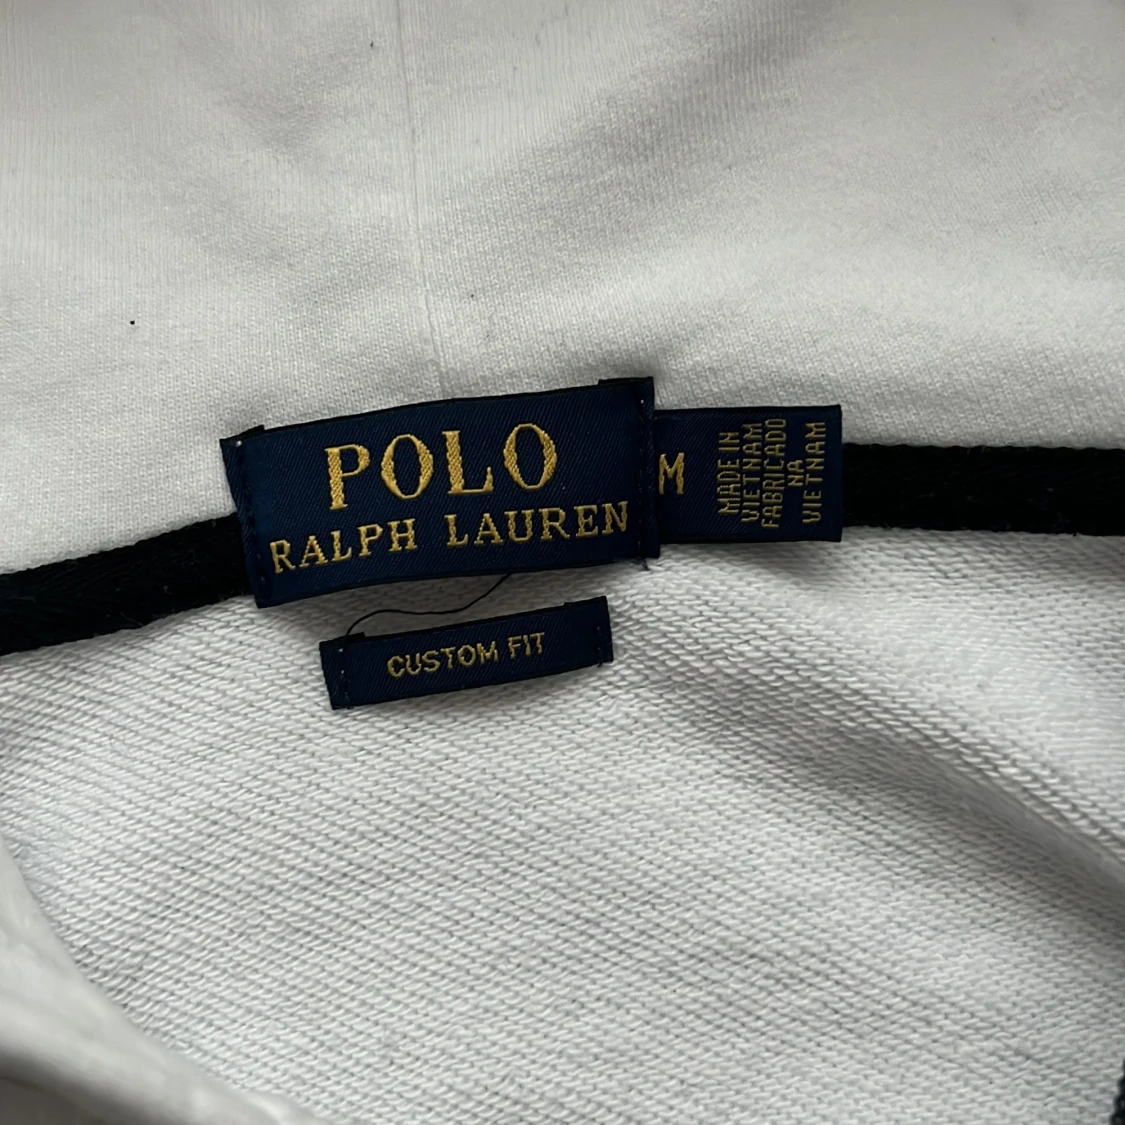 POLO
RALPH LAUREN
M
MADE IN
VIETNAM
FABRICADO
NA
VIETNAM
CUSTOM FIT